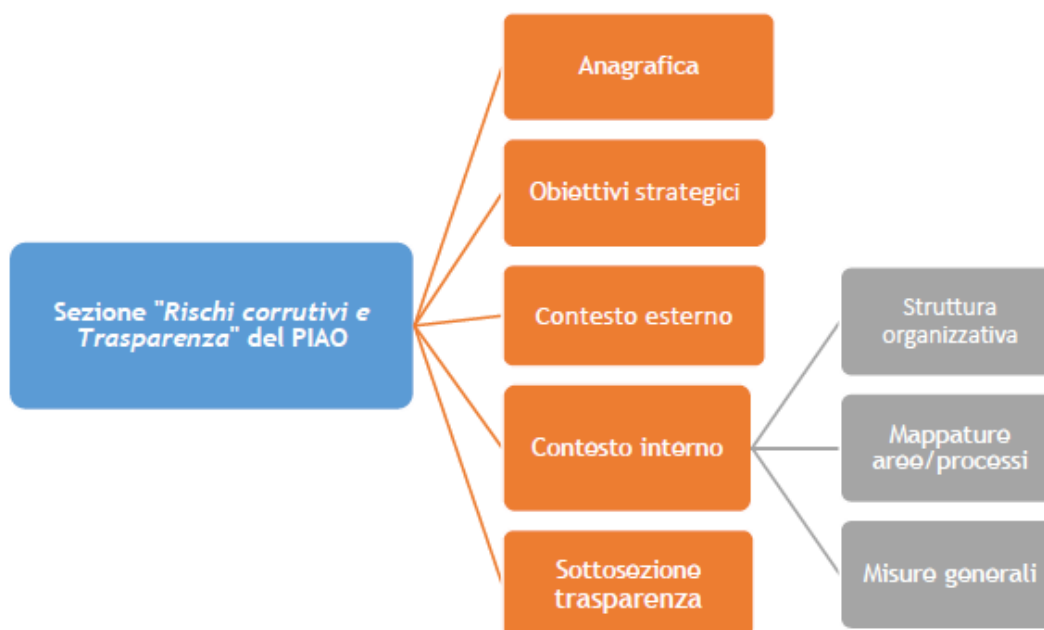 Anagrafica
Obiettivi strategici
Sezione "Rischi corrutivi e
Trasparenza" del PIAO
Contesto esterno
Contesto interno
Sottosezione
trasparenza
Struttura
organizzativa
Mappature
aree/processi
Misure generali